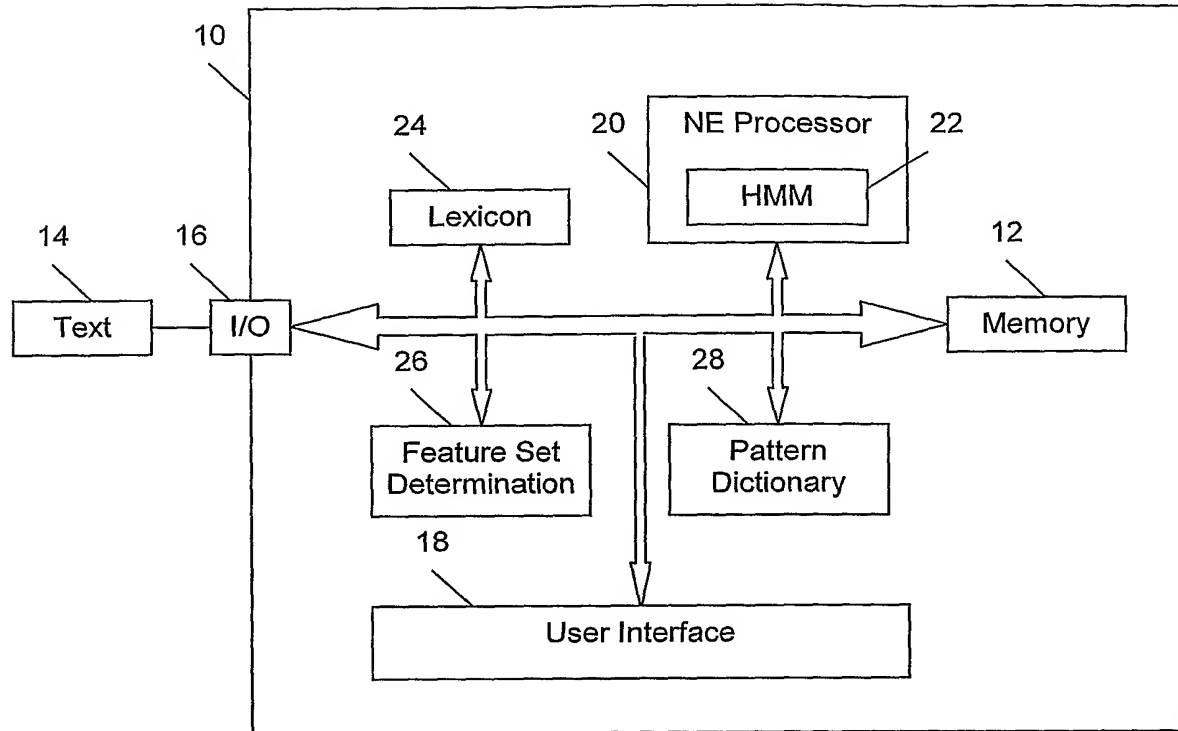 10
24
20
NE Processor
22
HMM
Lexicon
14
16
12
Text
I/O
Memory
26
28
Feature Set
Determination
Pattern
Dictionary
18
User Interface